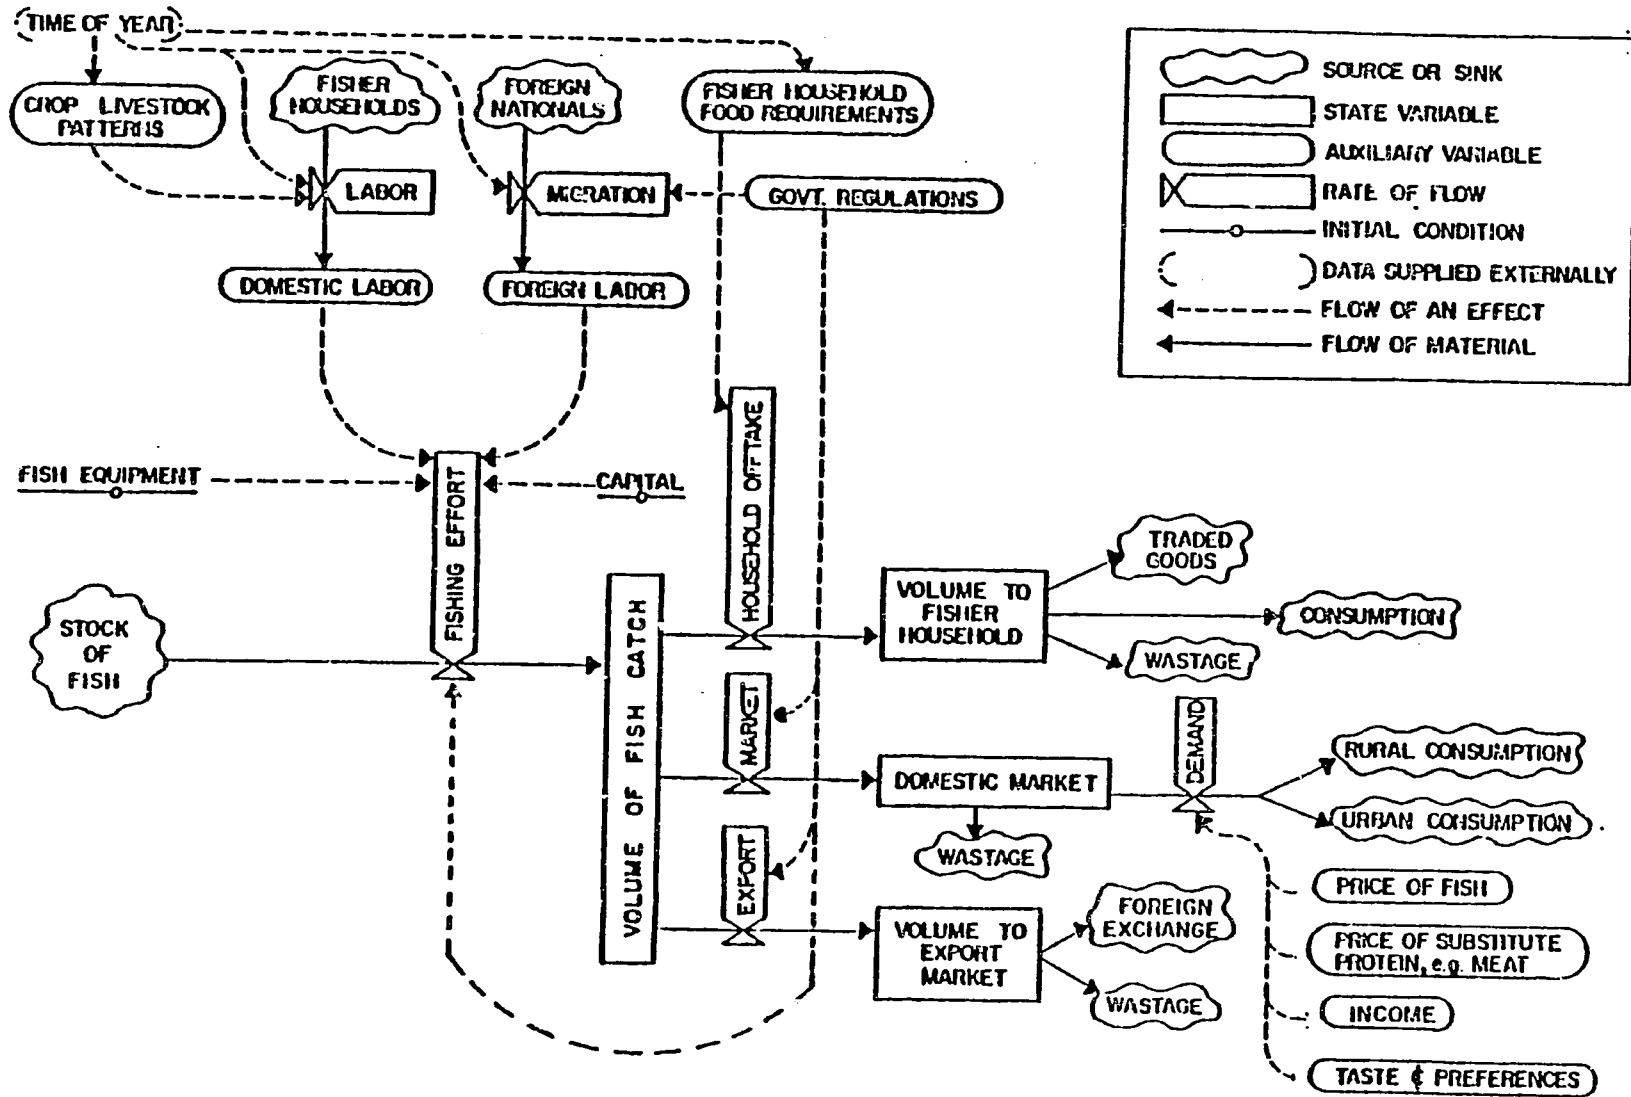 TIME OF YEAR
CROP LIVESTOCK
PATTERNS
FISHER
HOUSEHOLDS
FOREIGN
NATIONALS
FISHER HOUSEHOLD
FOOD REQUIREMENTS
LABOR
MIGRATION
GOVT. REGULATIONS
DOMESTIC LABOR
FOREIGN LABOR
SOURCE OR SINK
STATE VARIABLE
AUXILIARY VARIABLE
RATE OF FLOW
INITIAL CONDITION
DATA SUPPLIED EXTERNALLY
FLOW OF AN EFFECT
FLOW OF MATERIAL
FISH EQUIPMENT
CAPITAL
FISHING EFFORT
HOUSEHOLD OFFTAKE
STOCK
OF
FISH
VOLUME OF FISH CATCH
MARKET
EXPORT
VOLUME TO
FISHER
HOUSEHOLD
TRADED
GOODS
CONSUMPTION
WASTAGE
DOMESTIC MARKET
WASTAGE
DEMAND
RURAL CONSUMPTION
URBAN CONSUMPTION
VOLUME TO
EXPORT
MARKET
FOREIGN
EXCHANGE
WASTAGE
PRICE OF FISH
PRICE OF SUBSTITUTE
PROTEIN, e.g. MEAT
INCOME
TASTE & PREFERENCES